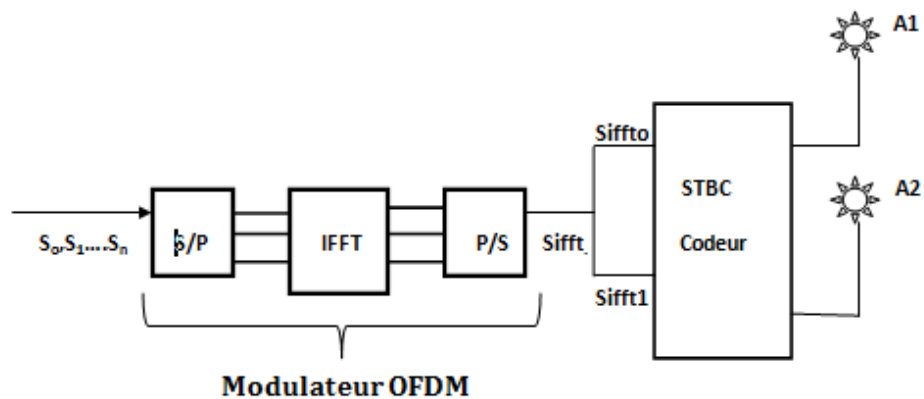 A1
Siffto
STBC
A2
S/P
IFFT
P/S
Codeur
So,S1....Sn
Sifft
Sifft1
Modulateur OFDM